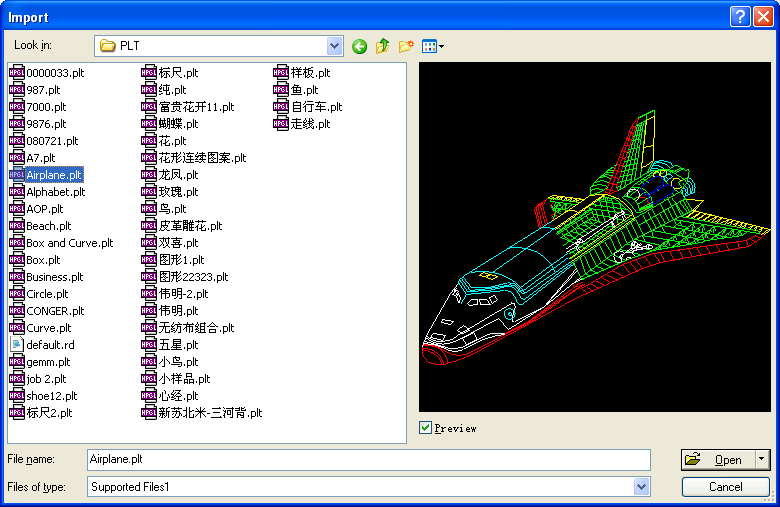 Import
Look in: PLT
0000033.plt
987.plt
7000.plt
9876.plt
080721.plt
A7.plt
Airplane.plt
Alphabet.plt
AOP.plt
Beach.plt
Box and Curve.plt
Box.plt
Business.plt
Circle.plt
CONGER.plt
Curve.plt
default.rd
gemm.plt
job 2.plt
shoe12.plt
标尺2.plt
标尺.plt
纯.plt
富贵花开11.plt
蝴蝶.plt
花.plt
花形连续图案.plt
龙凤.plt
玫瑰.plt
鸟.plt
皮革雕花.plt
双喜.plt
图形1.plt
图形22323.plt
伟明-2.plt
伟明.plt
无纺布组合.plt
五星.plt
小鸟.plt
小样品.plt
心经.plt
新苏北米-三河背.plt
祥板.plt
鱼.plt
自行车.plt
走线.plt
Preview
File name: Airplane.plt
Open
Files of type: Supported Files1
Cancel